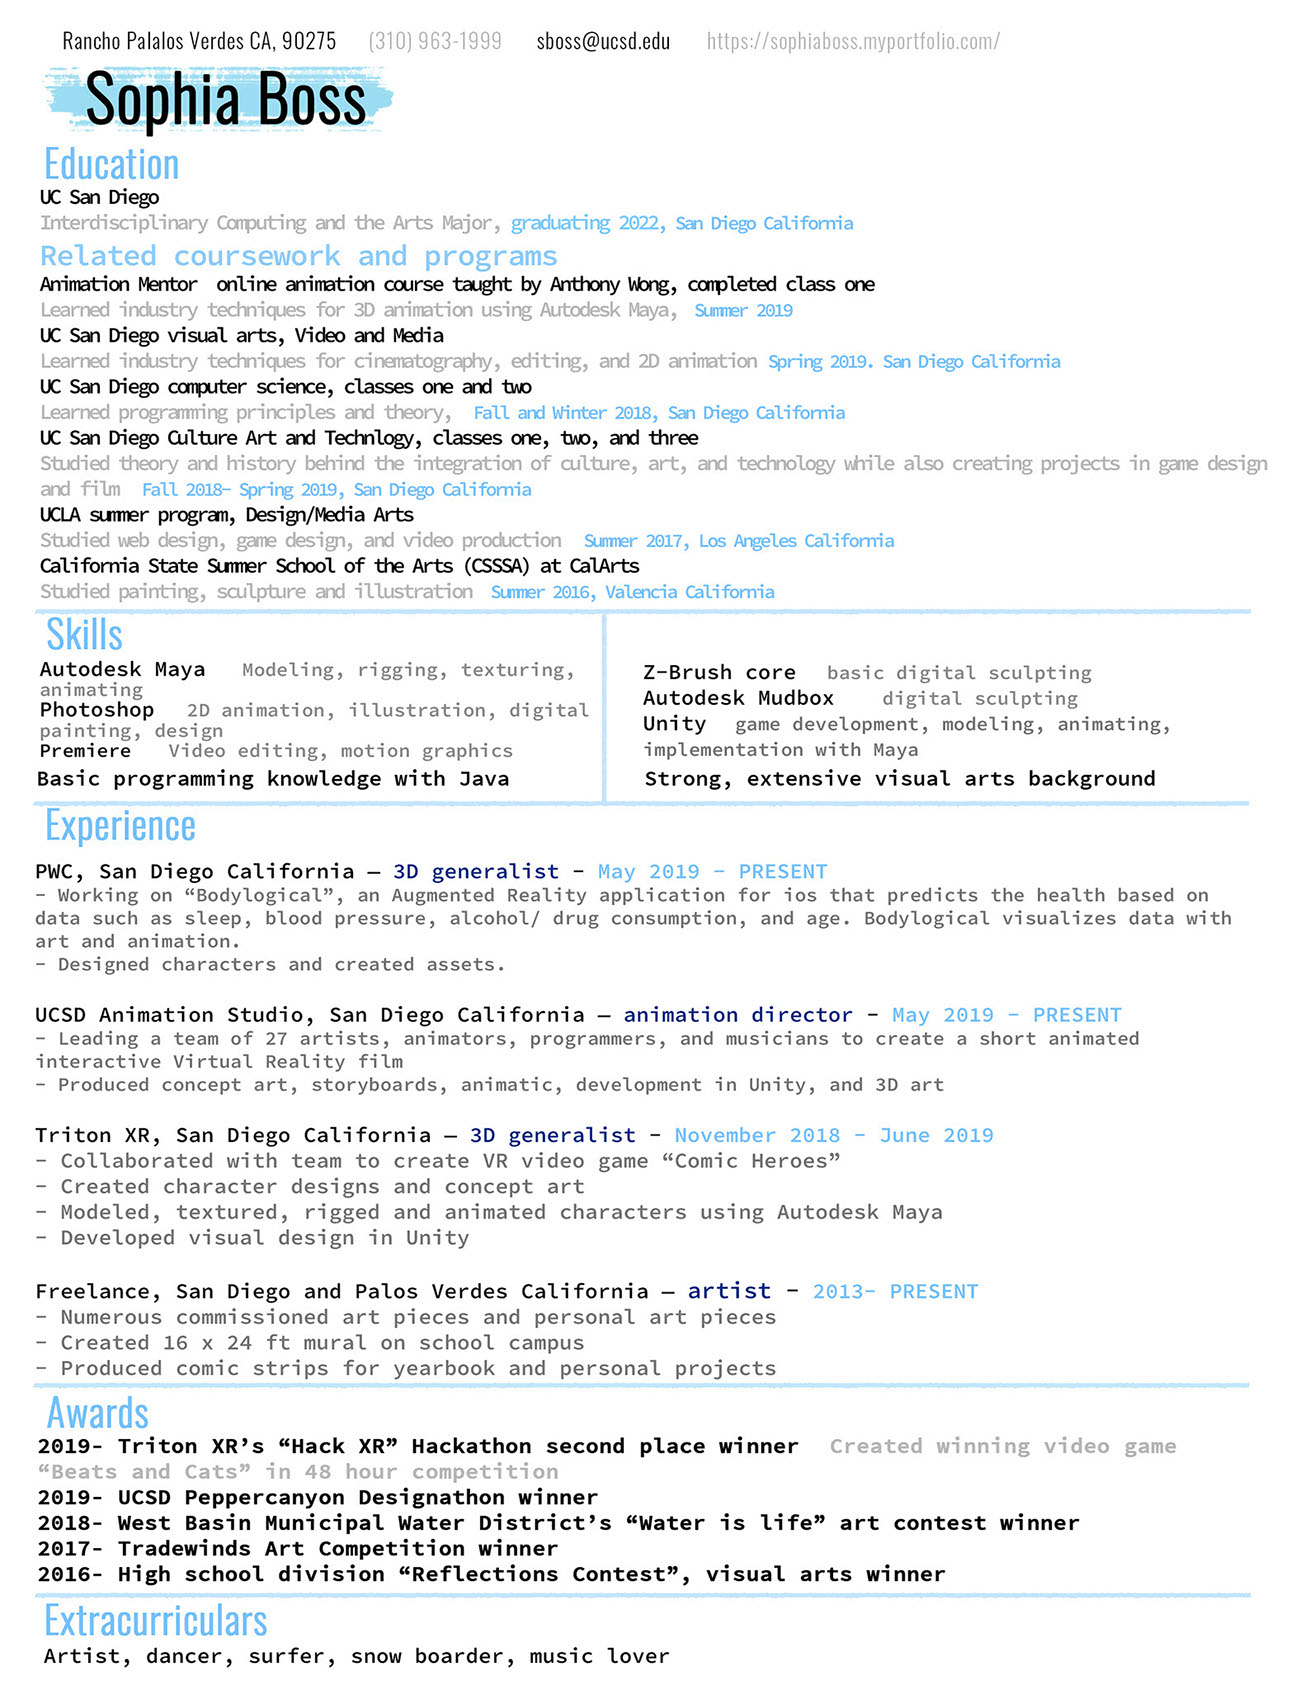 Rancho Palalos Verdes CA, 90275 (310) 963-1999 sboss@ucsd.edu https://sophiaboss.myportfolio.com/
Sophia Boss
Education
UC San Diego
Interdisciplinary Computing and the Arts Major, graduating 2022, San Diego California
Related coursework and programs
Animation Mentor online animation course taught by Anthony Wong, completed class one
Learned industry techniques for 3D animation using Autodesk Maya, Summer 2019
UC San Diego visual arts, Video and Media
Learned industry techniques for cinematography, editing, and 2D animation Spring 2019. San Diego California
UC San Diego computer science, classes one and two
Learned programming principles and theory, Fall and Winter 2018, San Diego California
UC San Diego Culture Art and Technlogy, classes one, two, and three
Studied theory and history behind the integration of culture, art, and technology while also creating projects in game design
and film Fall 2018- Spring 2019, San Diego California
UCLA summer program, Design/Media Arts
Studied web design, game design, and video production Summer 2017, Los Angeles California
California State Summer School of the Arts (CSSSA) at CalArts
Studied painting, sculpture and illustration Summer 2016, Valencia California
Skills
Autodesk Maya Modeling, rigging, texturing,
animating
Photoshop 2D animation, illustration, digital
painting, design
Premiere Video editing, motion graphics
Basic programming knowledge with Java
Z-Brush core basic digital sculpting
Autodesk Mudbox digital sculpting
Unity game development, modeling, animating,
implementation with Maya
Strong, extensive visual arts background
Experience
PWC, San Diego California — 3D generalist - May 2019 - PRESENT
- Working on “Bodylogical”, an Augmented Reality application for ios that predicts the health based on
data such as sleep, blood pressure, alcohol/ drug consumption, and age. Bodylogical visualizes data with
art and animation.
- Designed characters and created assets.
UCSD Animation Studio, San Diego California — animation director - May 2019 - PRESENT
- Leading a team of 27 artists, animators, programmers, and musicians to create a short animated
interactive Virtual Reality film
- Produced concept art, storyboards, animatic, development in Unity, and 3D art
Triton XR, San Diego California — 3D generalist - November 2018 - June 2019
- Collaborated with team to create VR video game “Comic Heroes”
- Created character designs and concept art
- Modeled, textured, rigged and animated characters using Autodesk Maya
- Developed visual design in Unity
Freelance, San Diego and Palos Verdes California — artist - 2013- PRESENT
- Numerous commissioned art pieces and personal art pieces
- Created 16 x 24 ft mural on school campus
- Produced comic strips for yearbook and personal projects
Awards
2019- Triton XR’s “Hack XR” Hackathon second place winner Created winning video game
“Beats and Cats” in 48 hour competition
2019- UCSD Peppercanyon Designathon winner
2018- West Basin Municipal Water District’s “Water is life” art contest winner
2017- Tradewinds Art Competition winner
2016- High school division “Reflections Contest”, visual arts winner
Extracurriculars
Artist, dancer, surfer, snow boarder, music lover